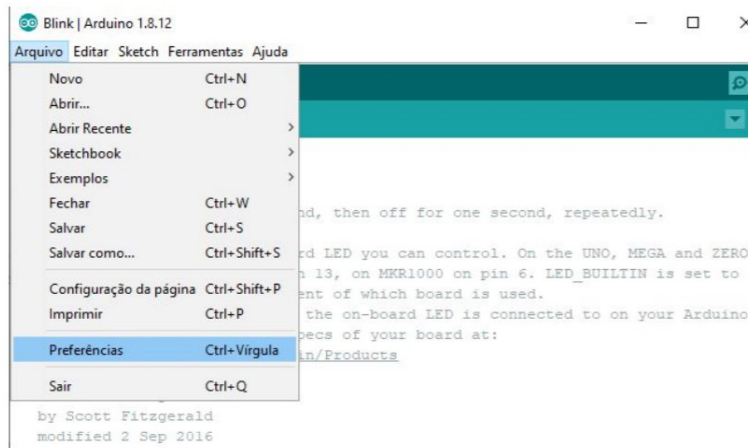 Blink | Arduino 1.8.12
Arquivo Editar Sketch Ferramentas Ajuda
Novo Ctrl+N
Abrir... Ctrl+O
Abrir Recente
Sketchbook
Exemplos
Fechar Ctrl+W
nd, then off for one second, repeatedly.
Salvar Ctrl+S
Salvar como... Ctrl+Shift+S
rd LED you can control. On the UNO, MEGA and ZERO
n 13, on MKR1000 on pin 6. LED_BUILTIN is set to
Configuração da página Ctrl+Shift+P
ent of which board is used.
Imprimir Ctrl+P
the on-board LED is connected to on your Arduino
pecs of your board at:
Preferências Ctrl+Vírgula
in/Products
Sair Ctrl+Q
by Scott Fitzgerald
modified 2 Sep 2016